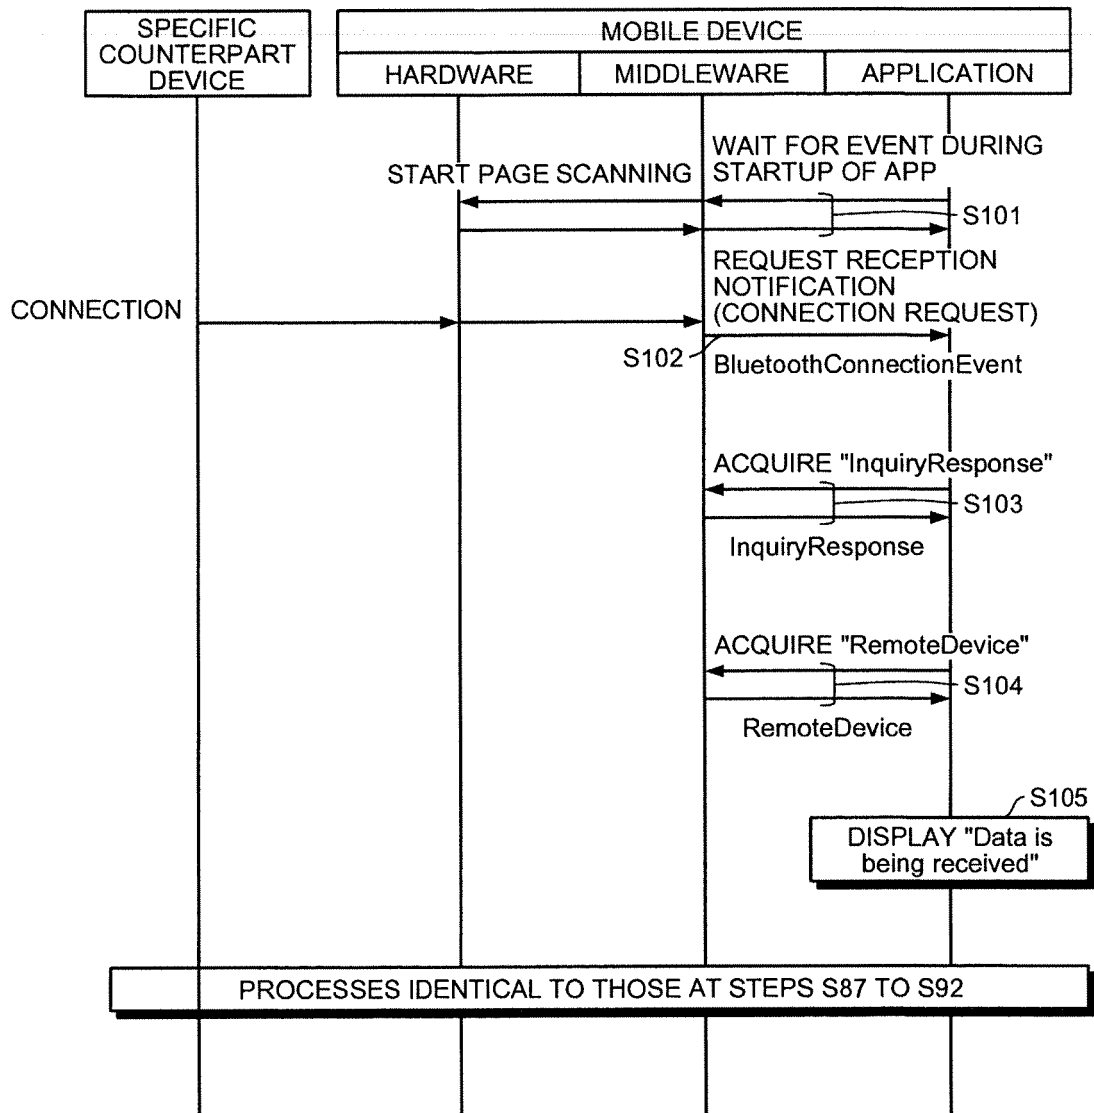 SPECIFIC
COUNTERPART
DEVICE
MOBILE DEVICE
HARDWARE
MIDDLEWARE
APPLICATION
WAIT FOR EVENT DURING
STARTUP OF APP
START PAGE SCANNING
S101
REQUEST RECEPTION
NOTIFICATION
(CONNECTION REQUEST)
CONNECTION
S102
BluetoothConnectionEvent
ACQUIRE "InquiryResponse"
S103
InquiryResponse
ACQUIRE "RemoteDevice"
S104
RemoteDevice
S105
DISPLAY "Data is
being received"
PROCESSES IDENTICAL TO THOSE AT STEPS S87 TO S92